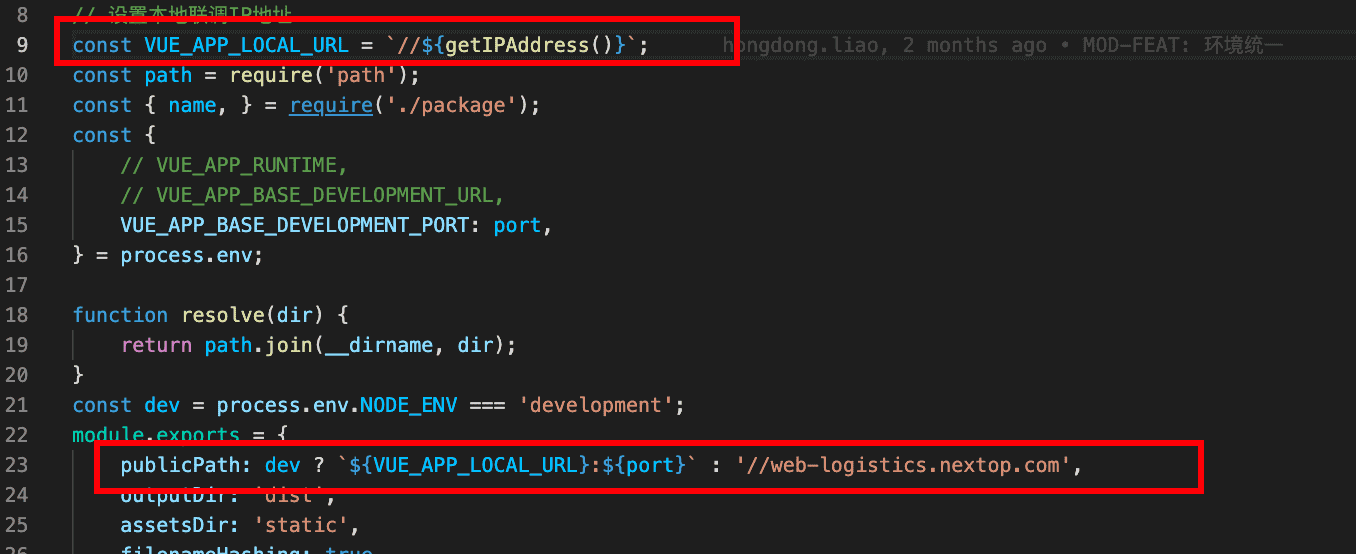 8 // 设置本地联调IP地址
9 const VUE_APP_LOCAL_URL = `//${getIPAddress()}`; hongdong.liao, 2 months ago • MOD-FEAT: 环境统一
10 const path = require('path');
11 const { name, } = require('./package');
12 const {
13 // VUE_APP_RUNTIME,
14 // VUE_APP_BASE_DEVELOPMENT_URL,
15 VUE_APP_BASE_DEVELOPMENT_PORT: port,
16 } = process.env;
17
18 function resolve(dir) {
19 return path.join(__dirname, dir);
20 }
21 const dev = process.env.NODE_ENV === 'development';
22 module.exports = {
23 publicPath: dev ? `${VUE_APP_LOCAL_URL}:${port}` : '//web-logistics.nextop.com',
24 outputDir: 'dist',
25 assetsDir: 'static',
26 filenameHashing: true